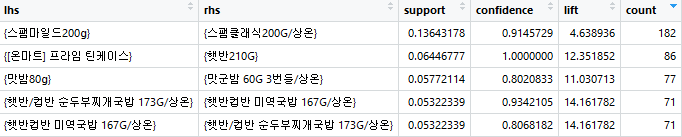 lhs rhs support confidence lift count
{스팸마일드200g} {스팸클래식200G/상온} 0.13643178 0.9145729 4.638936 182
{[온마트] 프라임 틴케이스} {햇반210G} 0.06446777 1.0000000 12.351852 86
{맛밤80g} {맛군밤 60G 3번들/상온} 0.05772114 0.8020833 11.030713 77
{햇반/컵반 순두부찌개국밥 173G/상온} {햇반컵반 미역국밥 167G/상온} 0.05322339 0.9342105 14.161782 71
{햇반컵반 미역국밥 167G/상온} {햇반/컵반 순두부찌개국밥 173G/상온} 0.05322339 0.8068182 14.161782 71